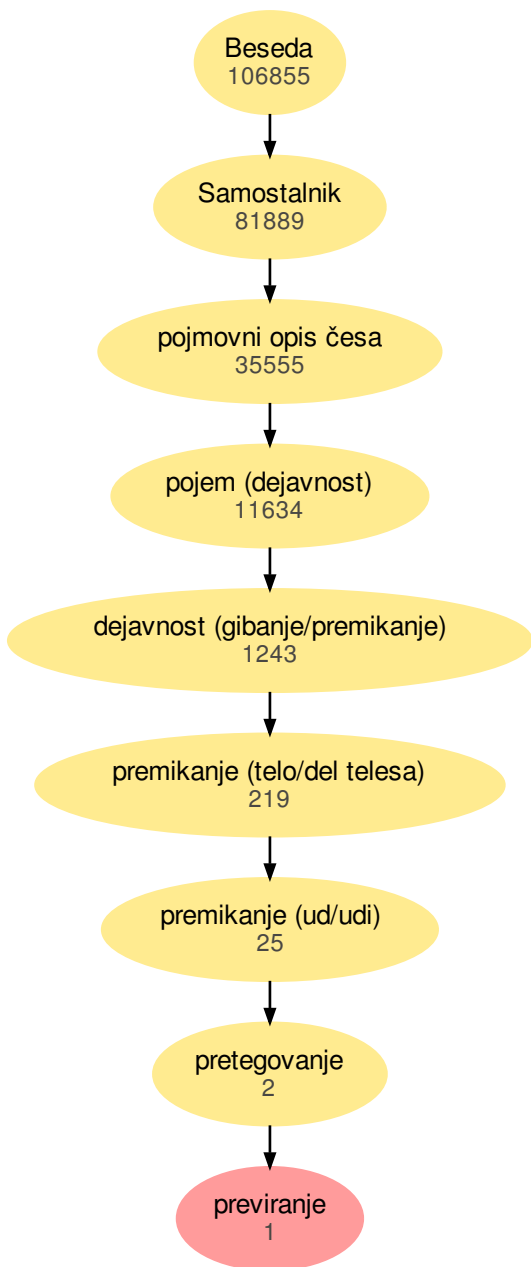 Beseda
106855
Samostalnik
81889
pojmovni opis česa
35555
pojem (dejavnost)
11634
dejavnost (gibanje/premikanje)
1243
premikanje (telo/del telesa)
219
premikanje (ud/udi)
25
pretegovanje
2
previranje
1